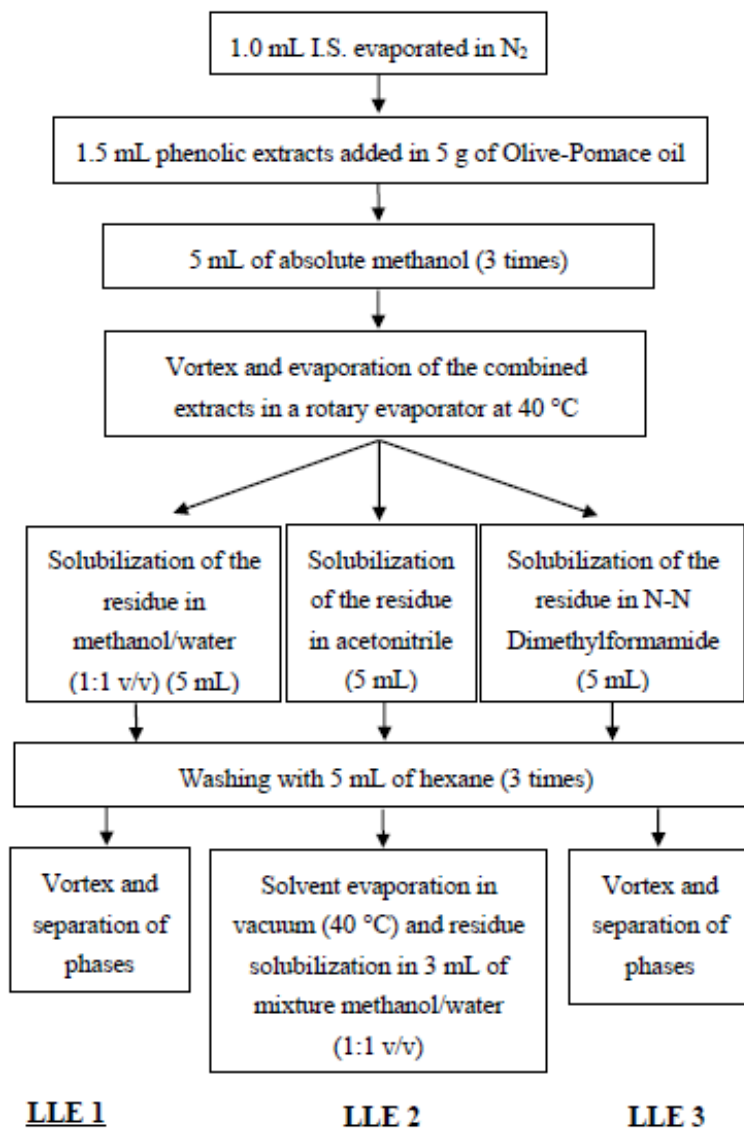 1.0 mL I.S. evaporated in N₂
1.5 mL phenolic extracts added in 5 g of Olive-Pomace oil
5 mL of absolute methanol (3 times)
Vortex and evaporation of the combined
extracts in a rotary evaporator at 40 °C
Solubilization of the
residue in
methanol/water
(1:1 v/v) (5 mL)
Solubilization
of the residue
in acetonitrile
(5 mL)
Solubilization of the
residue in N-N
Dimethylformamide
(5 mL)
Washing with 5 mL of hexane (3 times)
Vortex and
separation of
phases
Solvent evaporation in
vacuum (40 °C) and residue
solubilization in 3 mL of
mixture methanol/water
(1:1 v/v)
Vortex and
separation of
phases
LLE 1
LLE 2
LLE 3